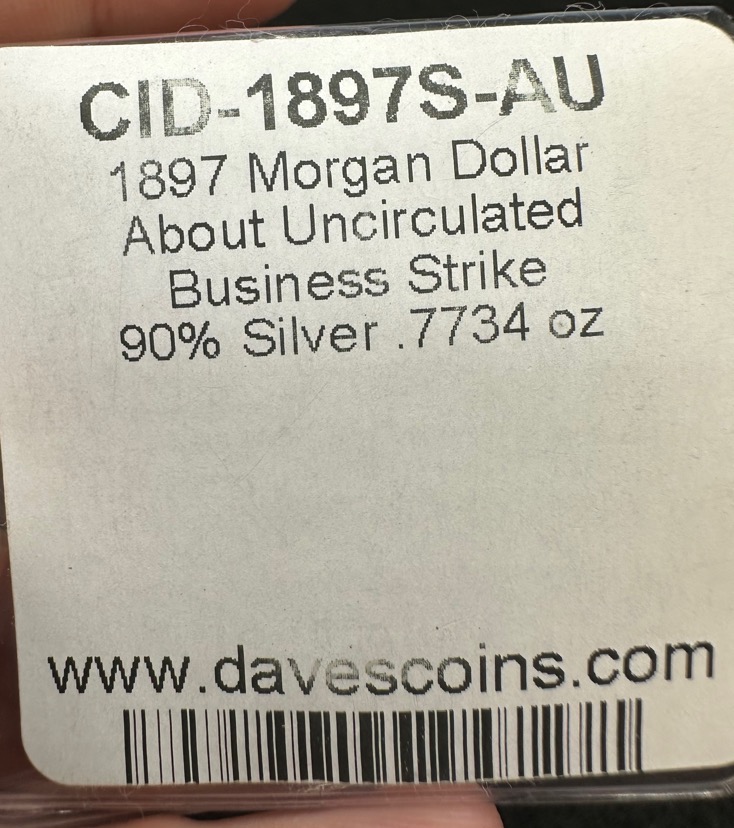 CID-1897S-AU
1897 Morgan Dollar
About Uncirculated
Business Strike
90% Silver .7734 oz
www.davescoins.com